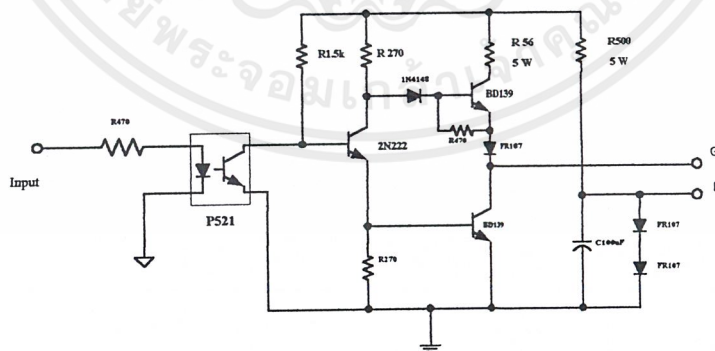 R1.5k
R 270
R 56
5 W
R500
5 W
1N4148
BD139
R470
R470
2N222
FR107
G
Input
P521
BD139
R270
C100uF
FR107
FR107